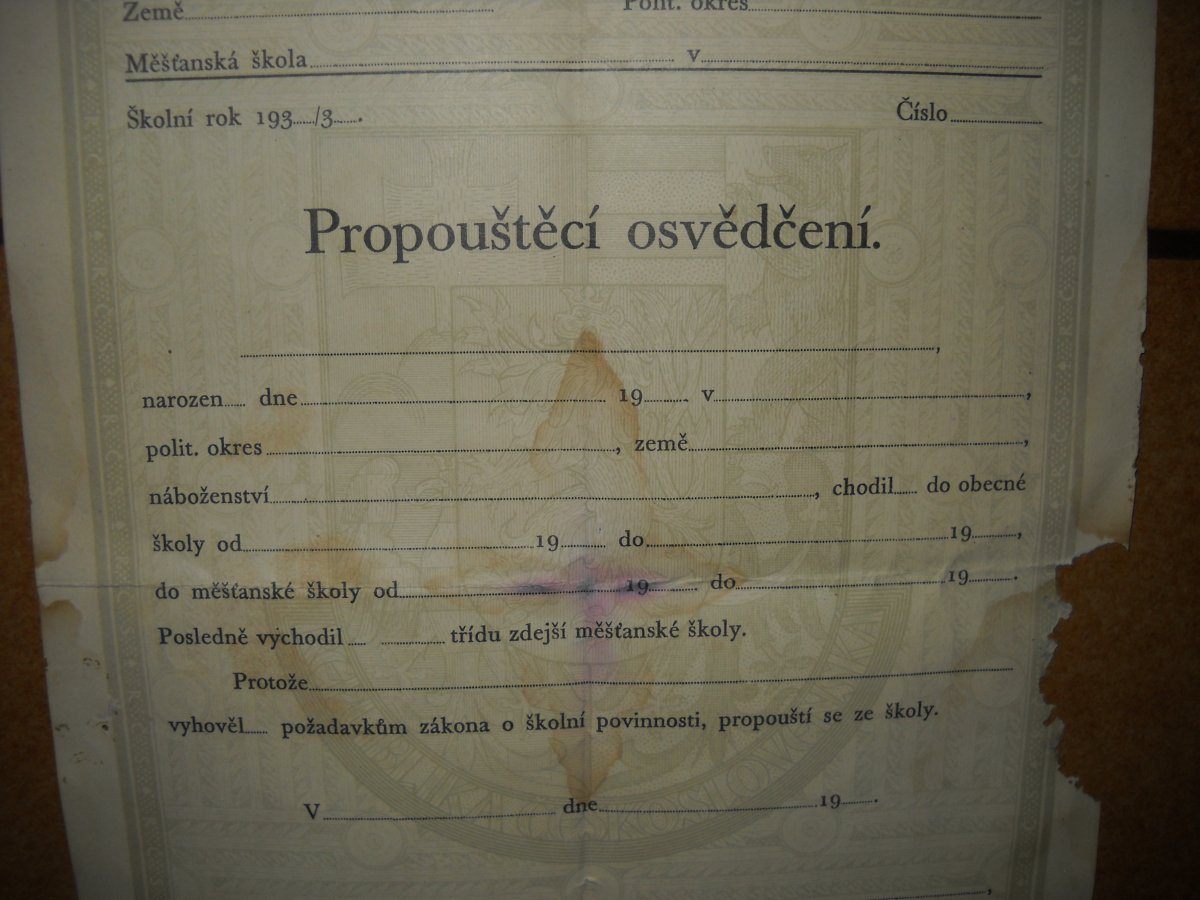 Země........ Polit. okres........
Měšťanská škola........ v........
Školní rok 193..../3.... . Číslo........
Propouštěcí osvědčení.
........,
narozen.... dne........ 19.... v........,
polit. okres........, země........,
náboženství........, chodil.... do obecné
školy od........19.... do........19....,
do měšťanské školy od........19.... do........19.... .
Posledně vychodil.... ........ třídu zdejší měšťanské školy.
Protože........
vyhověl.... požadavkům zákona o školní povinnosti, propouští se ze školy.
V........ dne........19.... .
........,